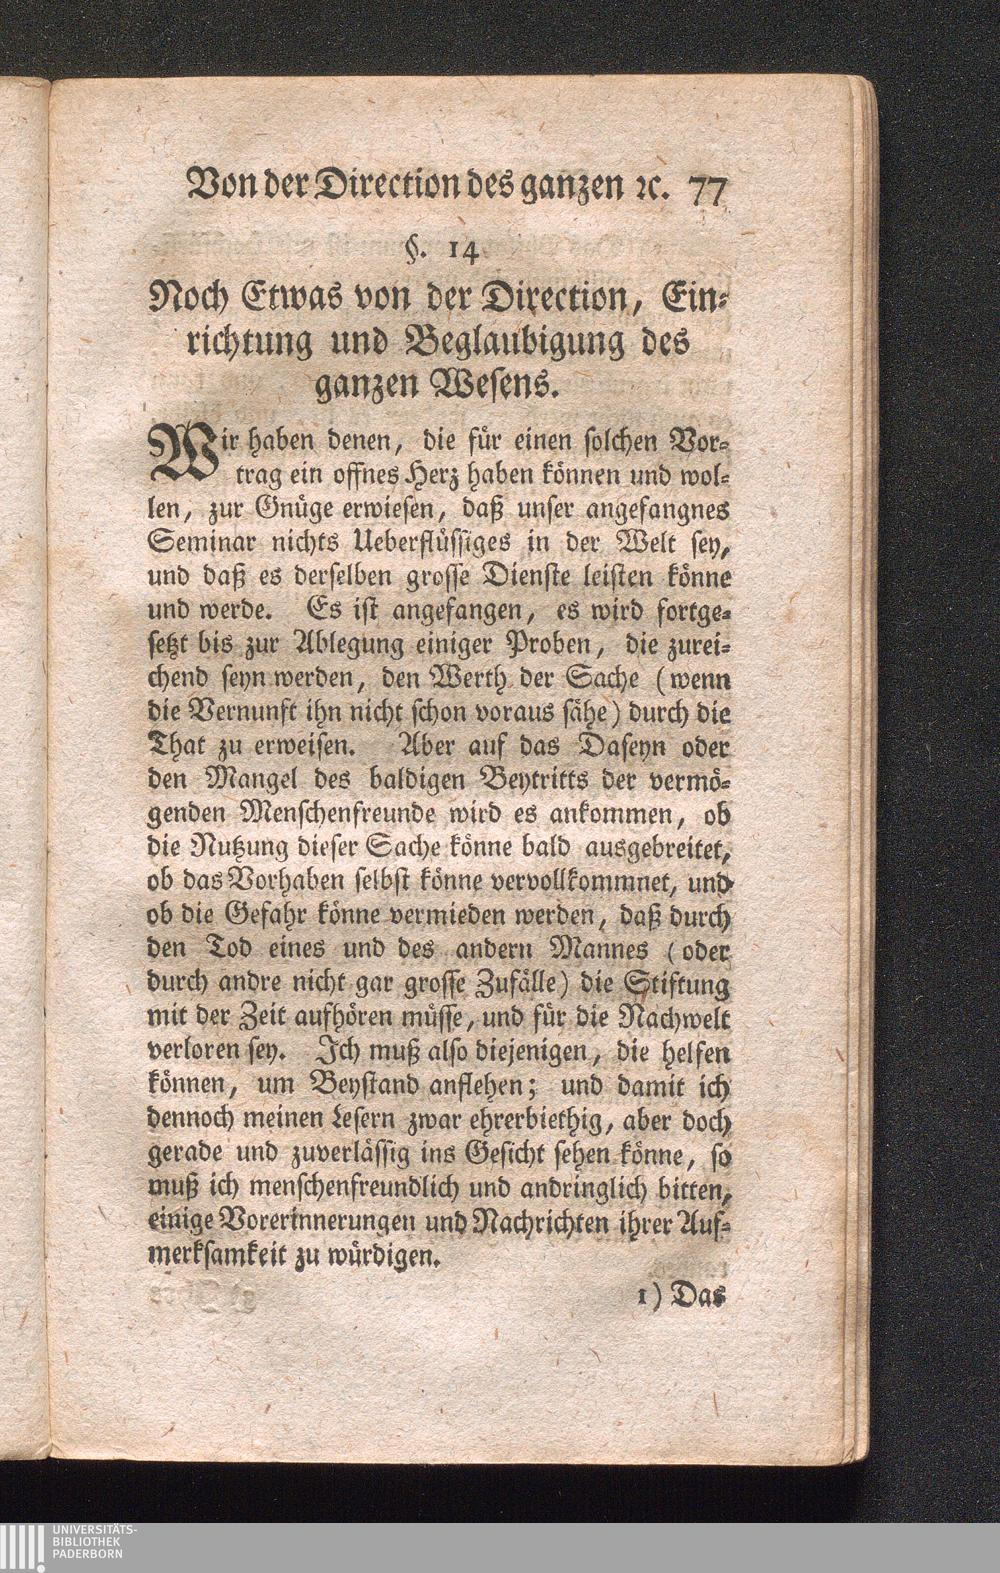 Von der Direction des ganzen ꝛc. 77
§. 14
Noch Etwas von der Direction, Ein-
richtung und Beglaubigung des
ganzen Wesens.
Wir haben denen, die für einen solchen Vor-
trag ein offnes Herz haben können und wol-
len, zur Gnüge erwiesen, daß unser angefangnes
Seminar nichts Ueberflüssiges in der Welt sey,
und daß es derselben grosse Dienste leisten könne
und werde. Es ist angefangen, es wird fortge-
setzt bis zur Ablegung einiger Proben, die zurei-
chend seyn werden, den Werth der Sache (wenn
die Vernunft ihn nicht schon voraus sähe) durch die
That zu erweisen. Aber auf das Daseyn oder
den Mangel des baldigen Beytritts der vermö-
genden Menschenfreunde wird es ankommen, ob
die Nutzung dieser Sache könne bald ausgebreitet,
ob das Vorhaben selbst könne vervollkommnet, und
ob die Gefahr könne vermieden werden, daß durch
den Tod eines und des andern Mannes (oder
durch andre nicht gar grosse Zufälle) die Stiftung
mit der Zeit aufhören müsse, und für die Nachwelt
verloren sey. Ich muß also diejenigen, die helfen
können, um Beystand anflehen; und damit ich
dennoch meinen Lesern zwar ehrerbiethig, aber doch
gerade und zuverlässig ins Gesicht sehen könne, so
muß ich menschenfreundlich und andringlich bitten,
einige Vorerinnerungen und Nachrichten ihrer Auf-
merksamkeit zu würdigen.
1) Das
UNIVERSITÄTS-
BIBLIOTHEK
PADERBORN